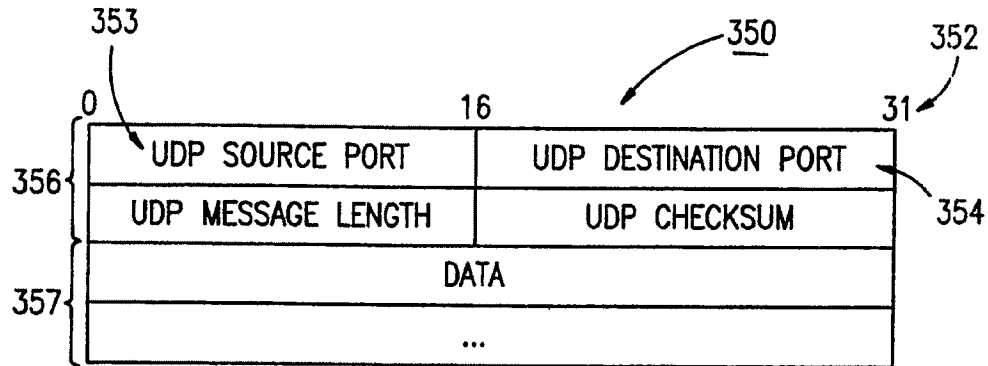 353
350
352
0 16 31
UDP SOURCE PORT UDP DESTINATION PORT
356
354
UDP MESSAGE LENGTH UDP CHECKSUM
DATA
357
...